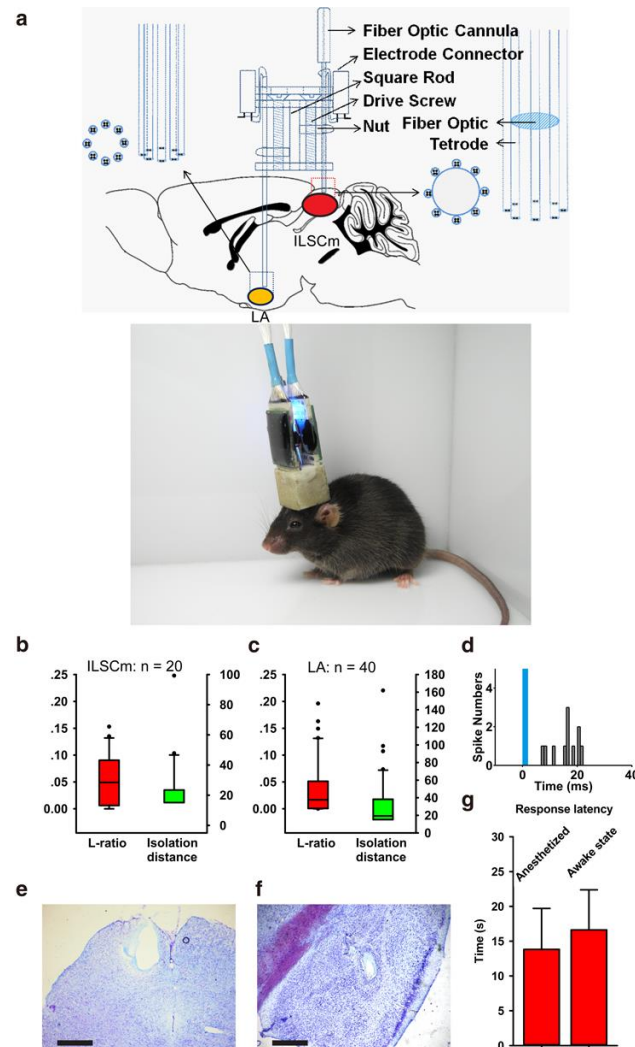 a
Fiber Optic Cannula
Electrode Connector
Square Rod
Drive Screw
Nut
Fiber Optic
Tetrode
ILSCm
LA
b
ILSCm: n = 20
.25
.20
.15
.10
.05
0.00
100
80
60
40
20
0
L-ratio
Isolation
distance
c
LA: n = 40
.25
.20
.15
.10
.05
0.00
180
160
140
120
100
80
60
40
20
0
L-ratio
Isolation
distance
d
Spike Numbers
4
2
0
0
20
40
Time (ms)
e
f
g
Response latency
Anesthetized
Awake state
Time (s)
30
25
20
15
10
5
0